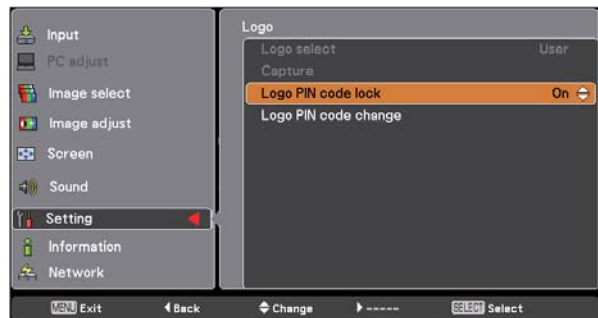 Input
PC adjust
Image select
Image adjust
Screen
Sound
Setting
Information
Network
Logo
Logo select User
Capture
Logo PIN code lock On
Logo PIN code change
MENU Exit Back Change ----- SELECT Select